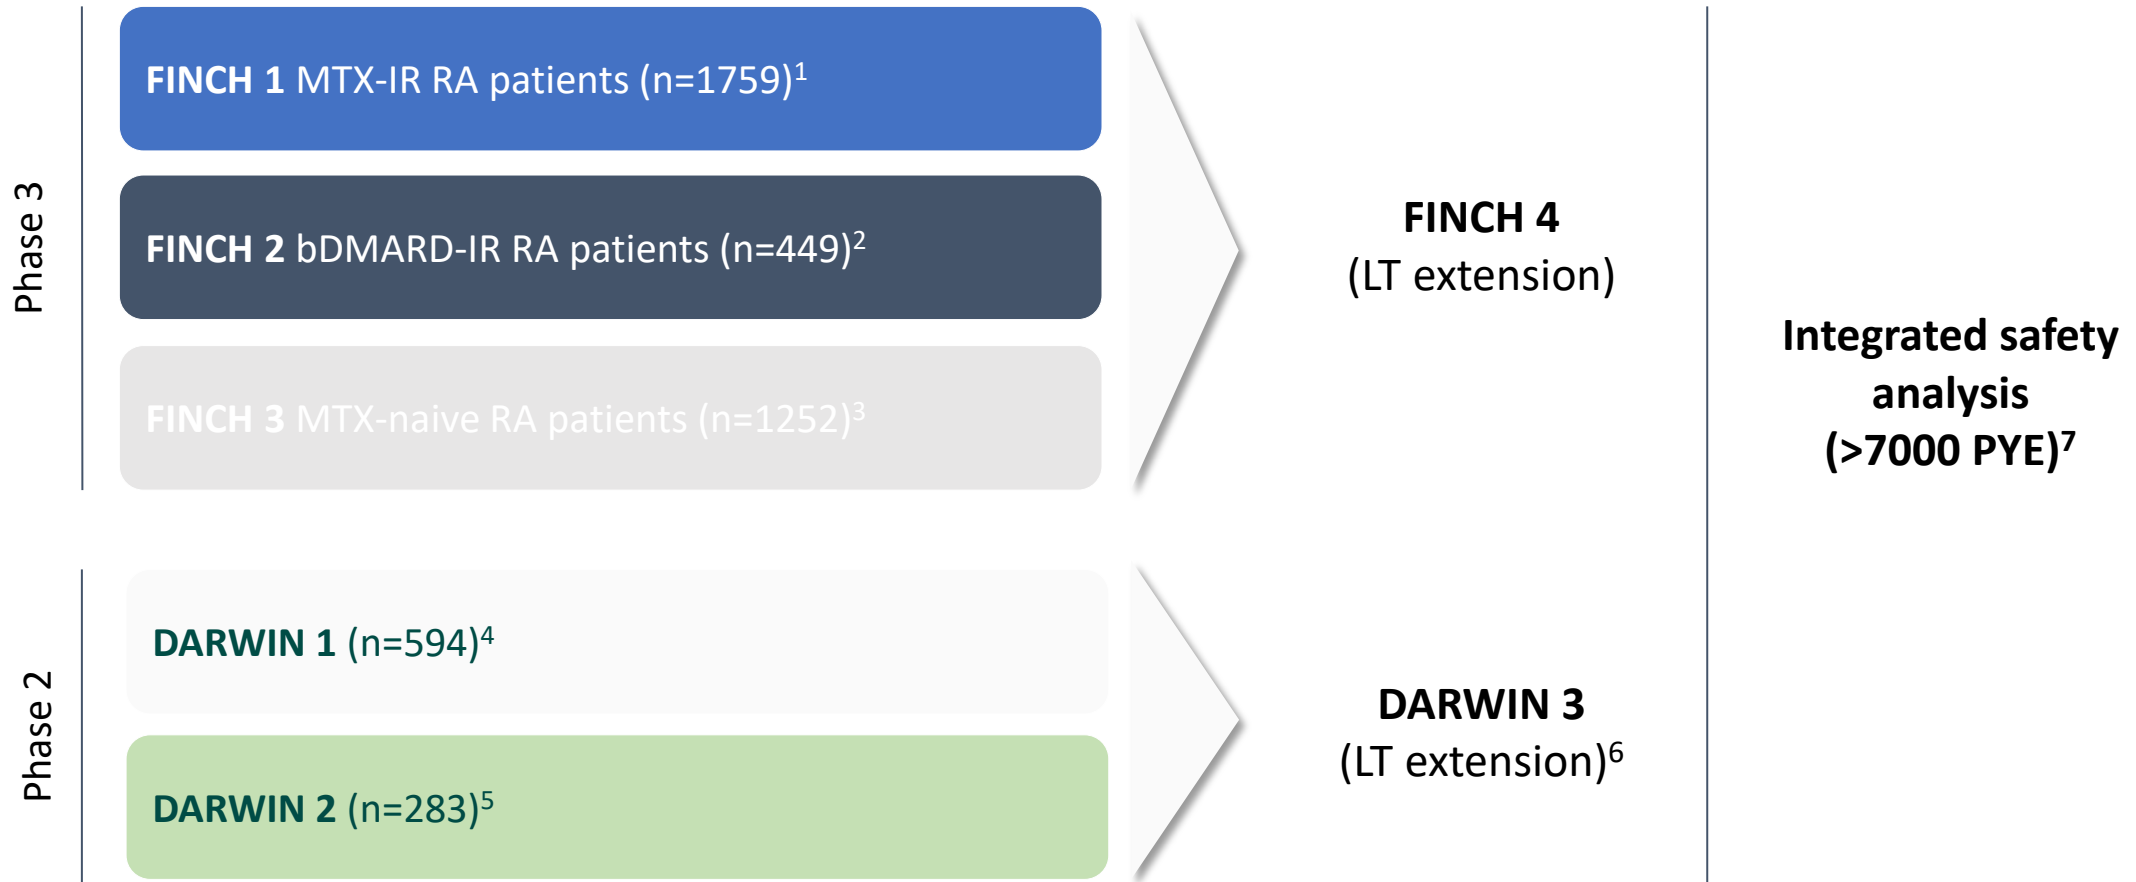 Phase 3
FINCH 1 MTX-IR RA patients (n=1759)¹
FINCH 2 bDMARD-IR RA patients (n=449)²
FINCH 3 MTX-naive RA patients (n=1252)³
FINCH 4
(LT extension)
Integrated safety
analysis
(>7000 PYE)⁷
Phase 2
DARWIN 1 (n=594)⁴
DARWIN 2 (n=283)⁵
DARWIN 3
(LT extension)⁶